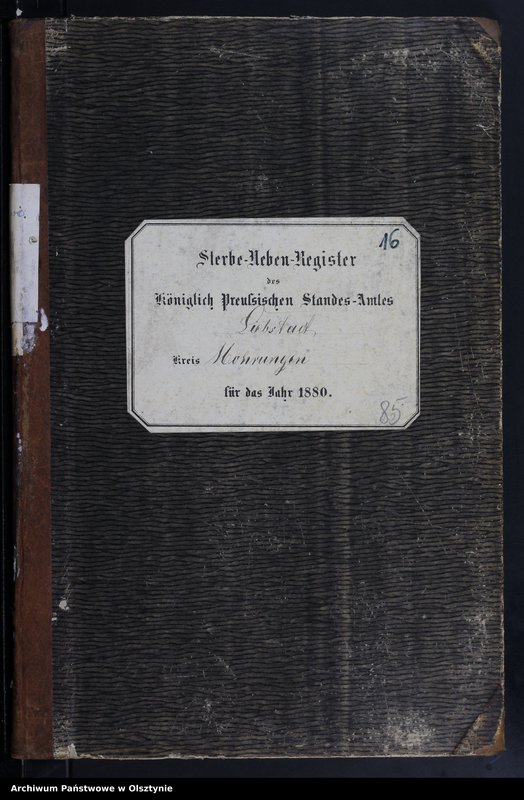 16
Sterbe-Neben-Register
des
Königlich Preussischen Standes-Amtes
Liebstadt
Kreis Mohrungen
für das Jahr 1880.
85
Archiwum Państwowe w Olsztynie